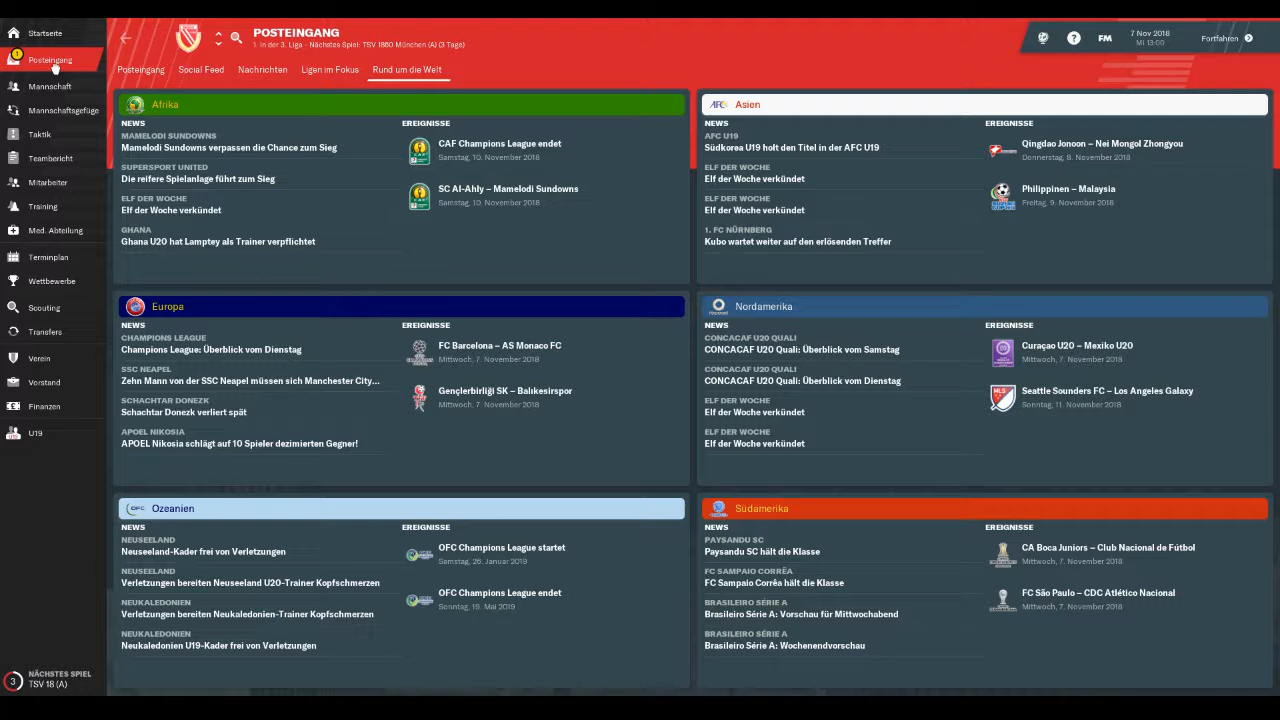 Startseite
Posteingang
Mannschaft
Mannschaftsgefüge
Taktik
Teambericht
Mitarbeiter
Training
Med. Abteilung
Terminplan
Wettbewerbe
Scouting
Transfers
Verein
Vorstand
Finanzen
U19
U19
3
NÄCHSTES SPIEL
TSV 18 (A)
POSTEINGANG
1. in der 3. Liga - Nächstes Spiel: TSV 1860 München (A) (3 Tage)
? FM
7 Nov 2018
Mi 13:00
Fortfahren
Posteingang Social Feed Nachrichten Ligen im Fokus Rund um die Welt
Afrika
NEWS
MAMELODI SUNDOWNS
Mamelodi Sundowns verpassen die Chance zum Sieg
SUPERSPORT UNITED
Die reifere Spielanlage führt zum Sieg
ELF DER WOCHE
Elf der Woche verkündet
GHANA
Ghana U20 hat Lamptey als Trainer verpflichtet
EREIGNISSE
CAF Champions League endet
Samstag, 10. November 2018
SC Al-Ahly – Mamelodi Sundowns
Samstag, 10. November 2018
AFC Asien
NEWS
AFC U19
Südkorea U19 holt den Titel in der AFC U19
ELF DER WOCHE
Elf der Woche verkündet
ELF DER WOCHE
Elf der Woche verkündet
1. FC NÜRNBERG
Kubo wartet weiter auf den erlösenden Treffer
EREIGNISSE
Qingdao Jonoon – Nei Mongol Zhongyou
Donnerstag, 8. November 2018
Philippinen – Malaysia
Freitag, 9. November 2018
Europa
NEWS
CHAMPIONS LEAGUE
Champions League: Überblick vom Dienstag
SSC NEAPEL
Zehn Mann von der SSC Neapel müssen sich Manchester City...
SCHACHTAR DONEZK
Schachtar Donezk verliert spät
APOEL NIKOSIA
APOEL Nikosia schlägt auf 10 Spieler dezimierten Gegner!
EREIGNISSE
FC Barcelona – AS Monaco FC
Mittwoch, 7. November 2018
Gençlerbirliği SK – Balıkesirspor
Mittwoch, 7. November 2018
Nordamerika
NEWS
CONCACAF U20 QUALI
CONCACAF U20 Quali: Überblick vom Samstag
CONCACAF U20 QUALI
CONCACAF U20 Quali: Überblick vom Dienstag
ELF DER WOCHE
Elf der Woche verkündet
ELF DER WOCHE
Elf der Woche verkündet
EREIGNISSE
Curaçao U20 – Mexiko U20
Mittwoch, 7. November 2018
MLS
Seattle Sounders FC – Los Angeles Galaxy
Sonntag, 11. November 2018
OFC Ozeanien
NEWS
NEUSEELAND
Neuseeland-Kader frei von Verletzungen
NEUSEELAND
Verletzungen bereiten Neuseeland U20-Trainer Kopfschmerzen
NEUKALEDONIEN
Verletzungen bereiten Neukaledonien-Trainer Kopfschmerzen
NEUKALEDONIEN
Neukaledonien U19-Kader frei von Verletzungen
EREIGNISSE
OFC Champions League startet
Samstag, 26. Januar 2019
OFC Champions League endet
Sonntag, 19. Mai 2019
Südamerika
NEWS
PAYSANDU SC
Paysandu SC hält die Klasse
FC SAMPAIO CORRÊA
FC Sampaio Corrêa hält die Klasse
BRASILEIRO SÉRIE A
Brasileiro Série A: Vorschau für Mittwochabend
BRASILEIRO SÉRIE A
Brasileiro Série A: Wochenendvorschau
EREIGNISSE
CA Boca Juniors – Club Nacional de Fútbol
Mittwoch, 7. November 2018
FC São Paulo – CDC Atlético Nacional
Mittwoch, 7. November 2018